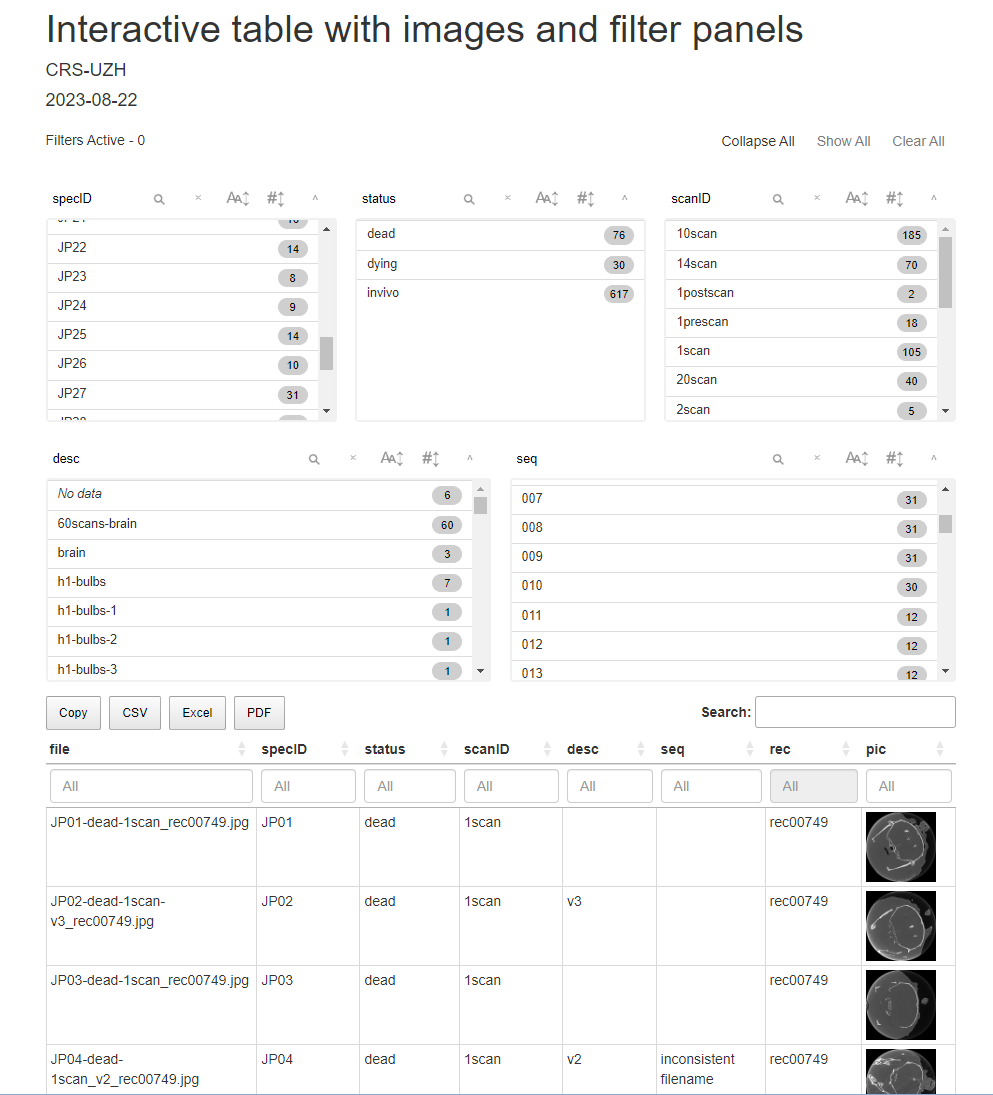 Interactive table with images and filter panels
CRS-UZH
2023-08-22
Filters Active - 0
Collapse All Show All Clear All
specID
JP22 14
JP23 8
JP24 9
JP25 14
JP26 10
JP27 31
status
dead 76
dying 30
invivo 617
scanID
10scan 185
14scan 70
1postscan 2
1prescan 18
1scan 105
20scan 40
2scan 5
desc
No data 6
60scans-brain 60
brain 3
h1-bulbs 7
h1-bulbs-1 1
h1-bulbs-2 1
h1-bulbs-3 1
seq
007 31
008 31
009 31
010 30
011 12
012 12
013 12
Copy CSV Excel PDF
Search:
file specID status scanID desc seq rec pic
All All All All All All All All
JP01-dead-1scan_rec00749.jpg JP01 dead 1scan rec00749
JP02-dead-1scan- JP02 dead 1scan v3 rec00749
v3_rec00749.jpg
JP03-dead-1scan_rec00749.jpg JP03 dead 1scan rec00749
JP04-dead- JP04 dead 1scan v2 inconsistent rec00749
1scan_v2_rec00749.jpg filename